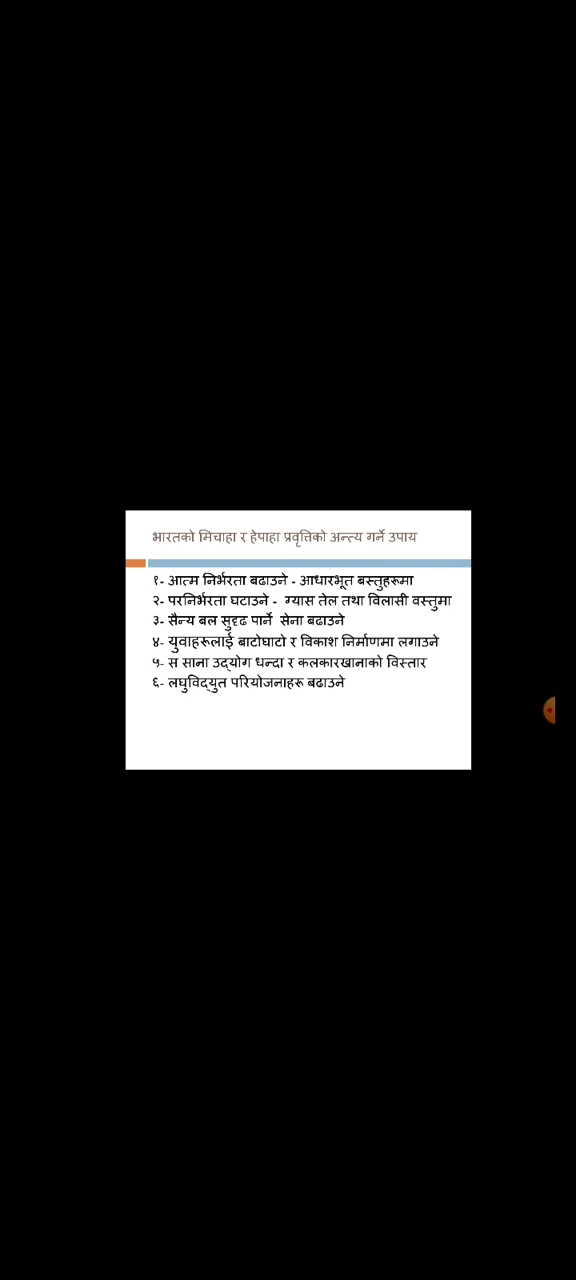 भारतको मिचाहा र हेपाहा प्रवृत्तिको अन्त्य गर्ने उपाय
१- आत्म निर्भरता बढाउने - आधारभूत बस्तुहरूमा
२- परनिर्भरता घटाउने - ग्यास तेल तथा विलासी वस्तुमा
३- सैन्य बल सुदृढ पार्ने सेना बढाउने
४- युवाहरूलाई बाटोघाटो र विकाश निर्माणमा लगाउने
५- स साना उद्योग धन्दा र कलकारखानाको विस्तार
६- लघुविद्युत परियोजनाहरू बढाउने